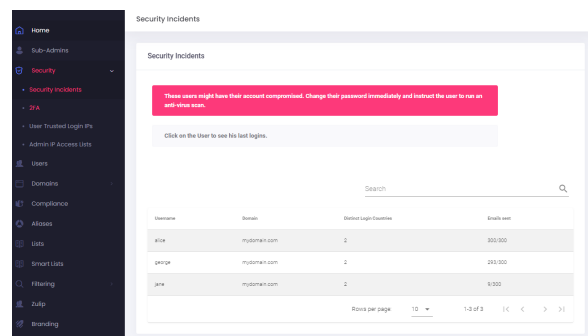 Security Incidents
Home
Sub-Admins
Security
Security Incidents
2FA
User Trusted Login IPs
Admin IP Access Lists
Users
Domains
Compliance
Aliases
Lists
Smart Lists
Filtering
Zulip
Branding
Security Incidents
These users might have their account compromised. Change their password immediately and instruct the user to run an
anti-virus scan.
Click on the User to see his last logins.
Search
Username Domain Distinct Login Countries Emails sent
alice mydomain.com 2 300/300
george mydomain.com 2 293/300
jane mydomain.com 2 9/300
Rows per page 10 1-3 of 3